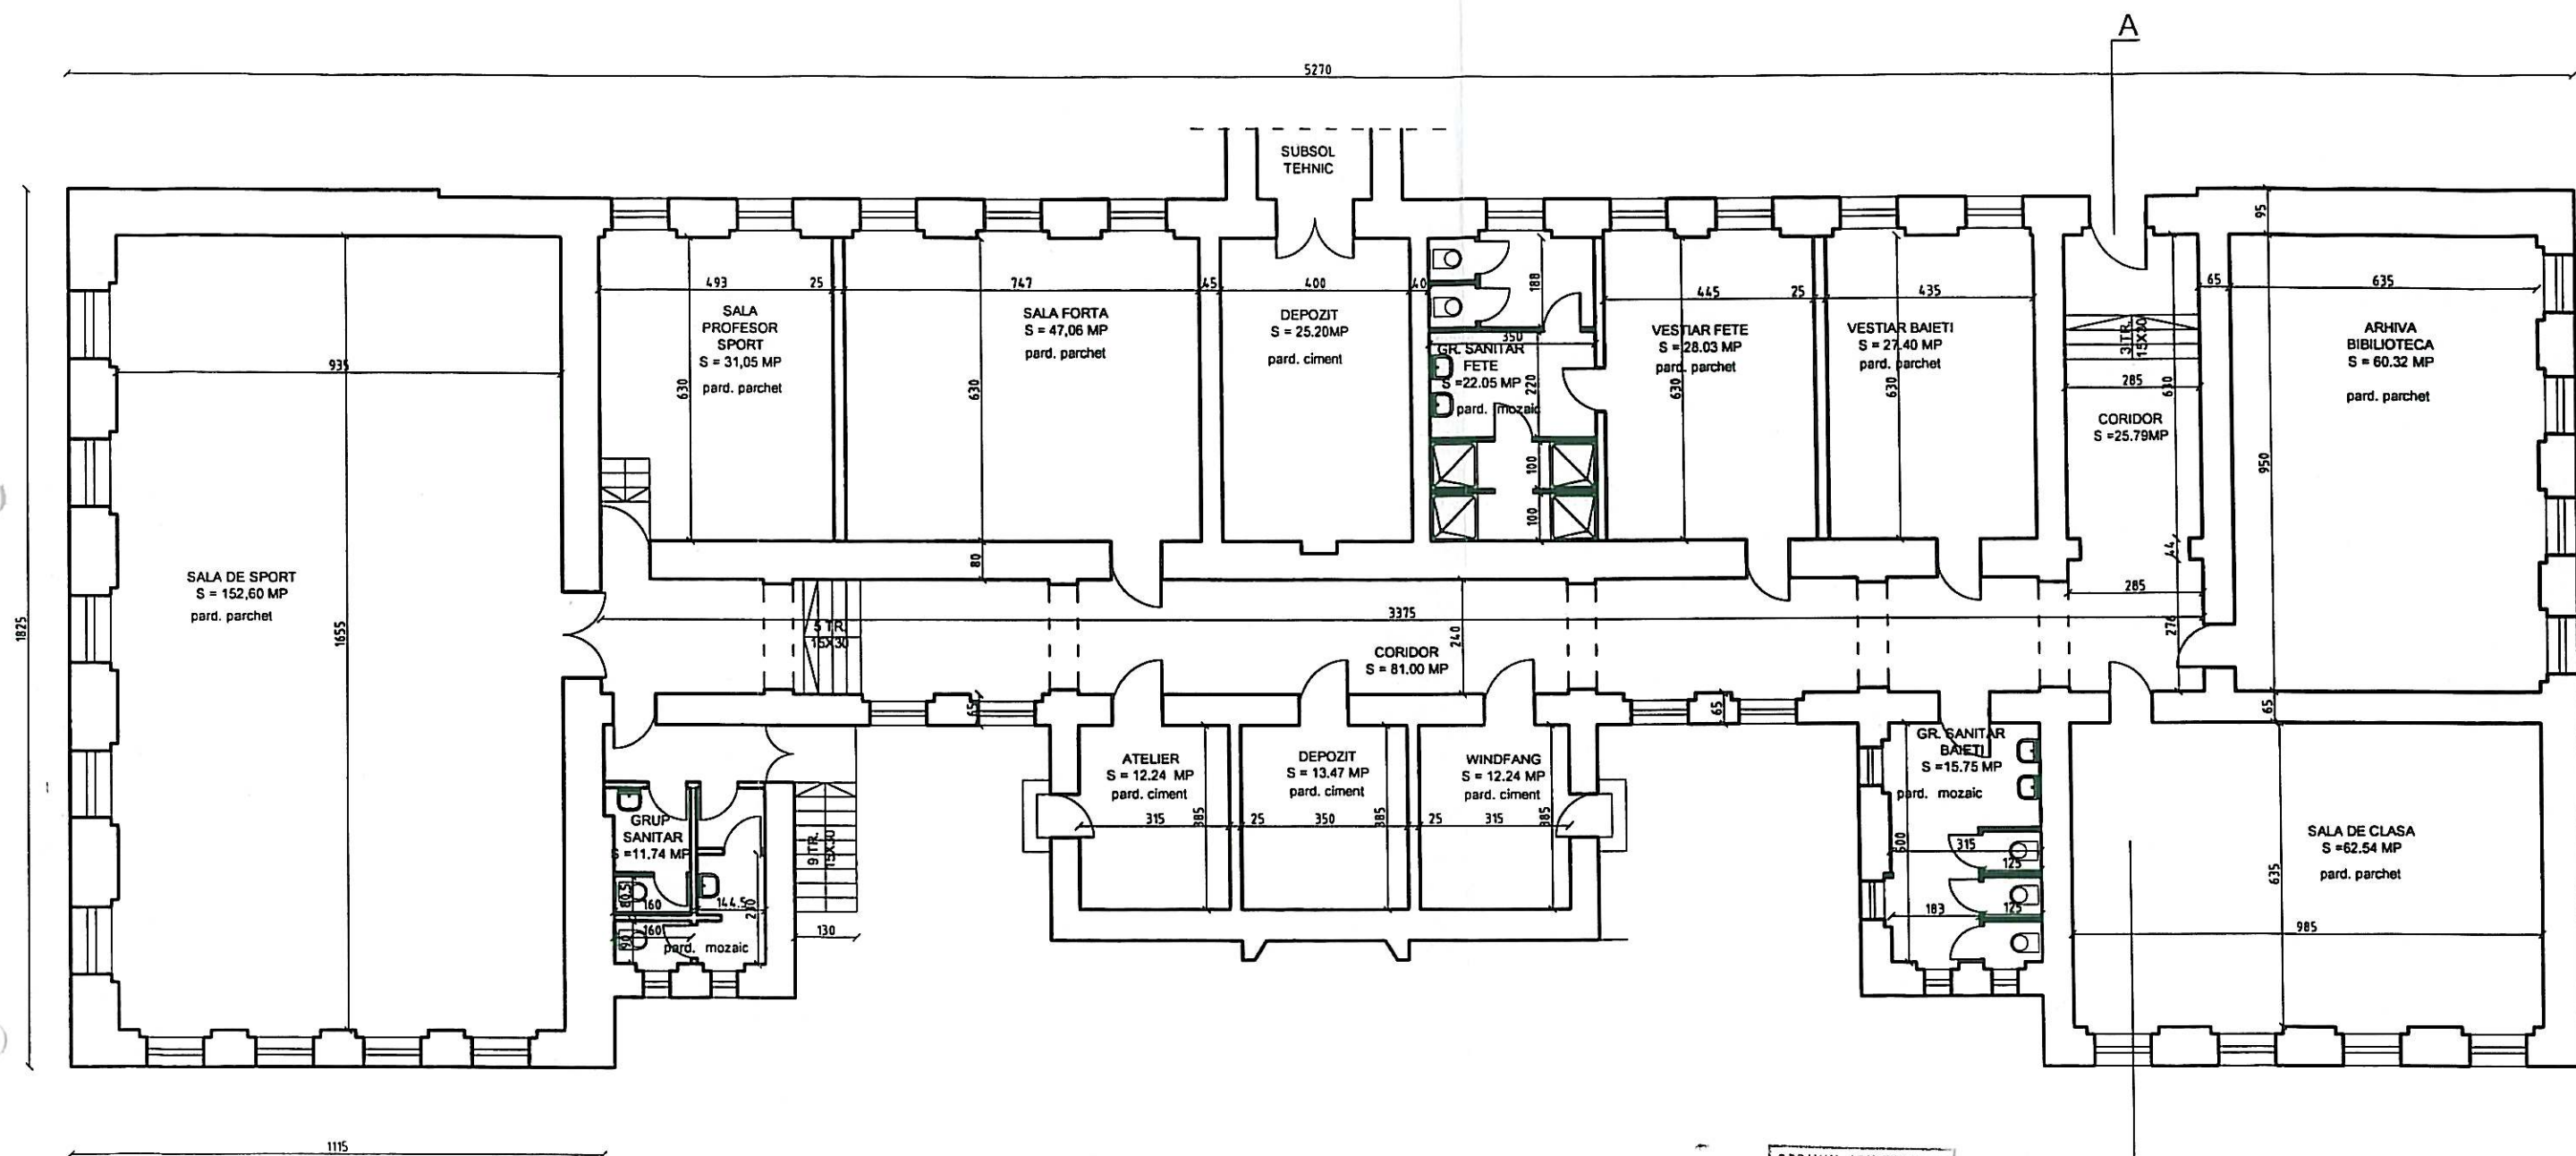 A
5270
SUBSOL
TEHNIC
95
493
25
747
45
400
40
188
445
25
435
65
635
SALA
PROFESOR
SPORT
S = 31,05 MP
pard. parchet
630
SALA FORTA
S = 47,06 MP
pard. parchet
630
DEPOZIT
S = 25.20MP
pard. ciment
350
GR. SANITAR
FETE
S =22.05 MP
pard. mozaic
220
100
100
VESTIAR FETE
S = 28.03 MP
pard. parchet
630
VESTIAR BAIETI
S = 27.40 MP
pard. parchet
630
3 TR.
15X30
285
630
CORIDOR
S =25.79MP
44
285
276
ARHIVA
BIBILIOTECA
S = 60.32 MP
pard. parchet
950
935
SALA DE SPORT
S = 152,60 MP
pard. parchet
1655
1825
80
3375
5 TR.
15X30
240
CORIDOR
S = 81.00 MP
65
65
65
ATELIER
S = 12.24 MP
pard. ciment
315
385
25
DEPOZIT
S = 13.47 MP
pard. ciment
350
385
25
WINDFANG
S = 12.24 MP
pard. ciment
315
385
GRUP
SANITAR
S =11.74 MP
160
144.5
230
160
90
pard. mozaic
9 TR.
15X30
130
GR. SANITAR
BAIETI
S =15.75 MP
pard. mozaic
315
125
125
183
SALA DE CLASA
S =62.54 MP
pard. parchet
635
985
1115